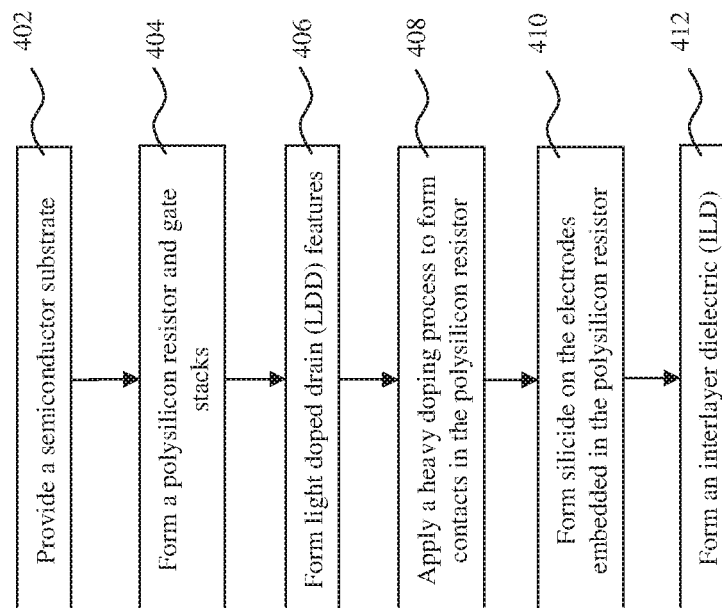 402
Provide a semiconductor substrate
404
Form a polysilicon resistor and gate
stacks
406
Form light doped drain (LDD) features
408
Apply a heavy doping process to form
contacts in the polysilicon resistor
410
Form silicide on the electrodes
embedded in the polysilicon resistor
412
Form an interlayer dielectric (ILD)